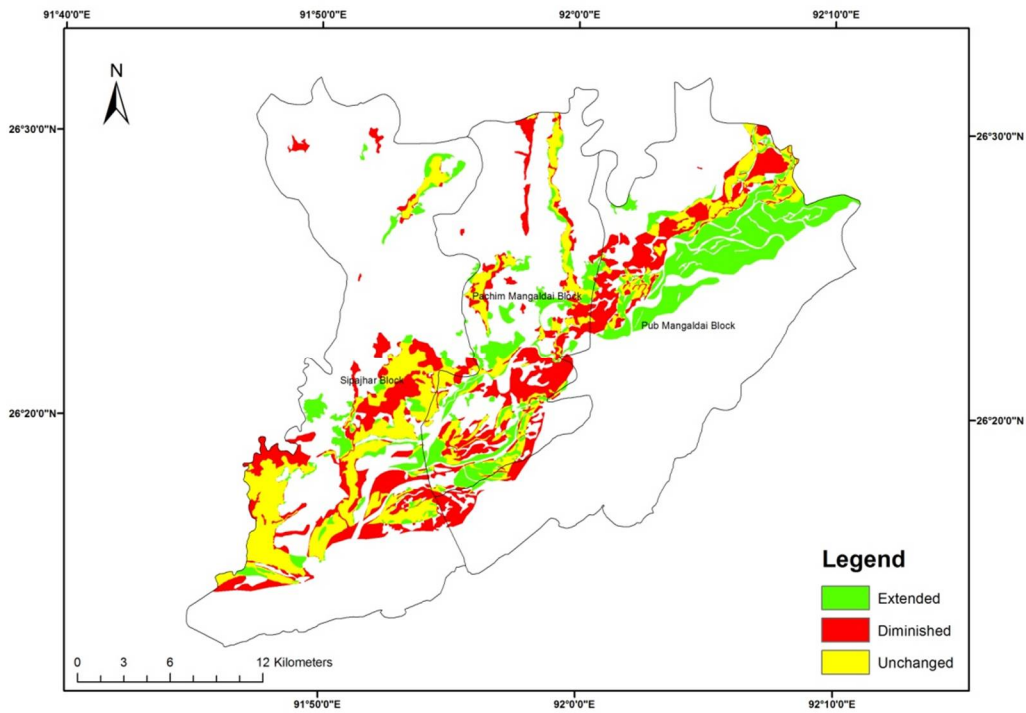 91°40'0"E 91°50'0"E 92°0'0"E 92°10'0"E
N
26°30'0"N 26°30'0"N
Pachim Mangaldai Block
Pub Mangaldai Block
Sipajhar Block
26°20'0"N 26°20'0"N
Legend
Extended
Diminished
Unchanged
0 3 6 12 Kilometers
91°50'0"E 92°0'0"E 92°10'0"E